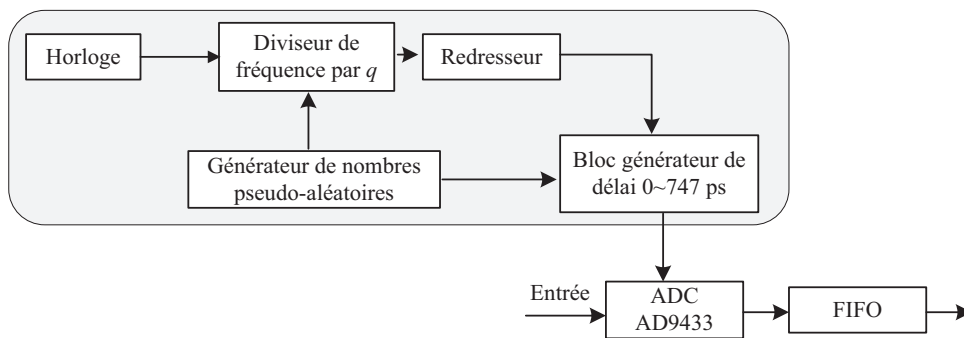 Horloge
Diviseur de
fréquence par q
Redresseur
Générateur de nombres
pseudo-aléatoires
Bloc générateur de
délai 0~747 ps
Entrée
ADC
AD9433
FIFO